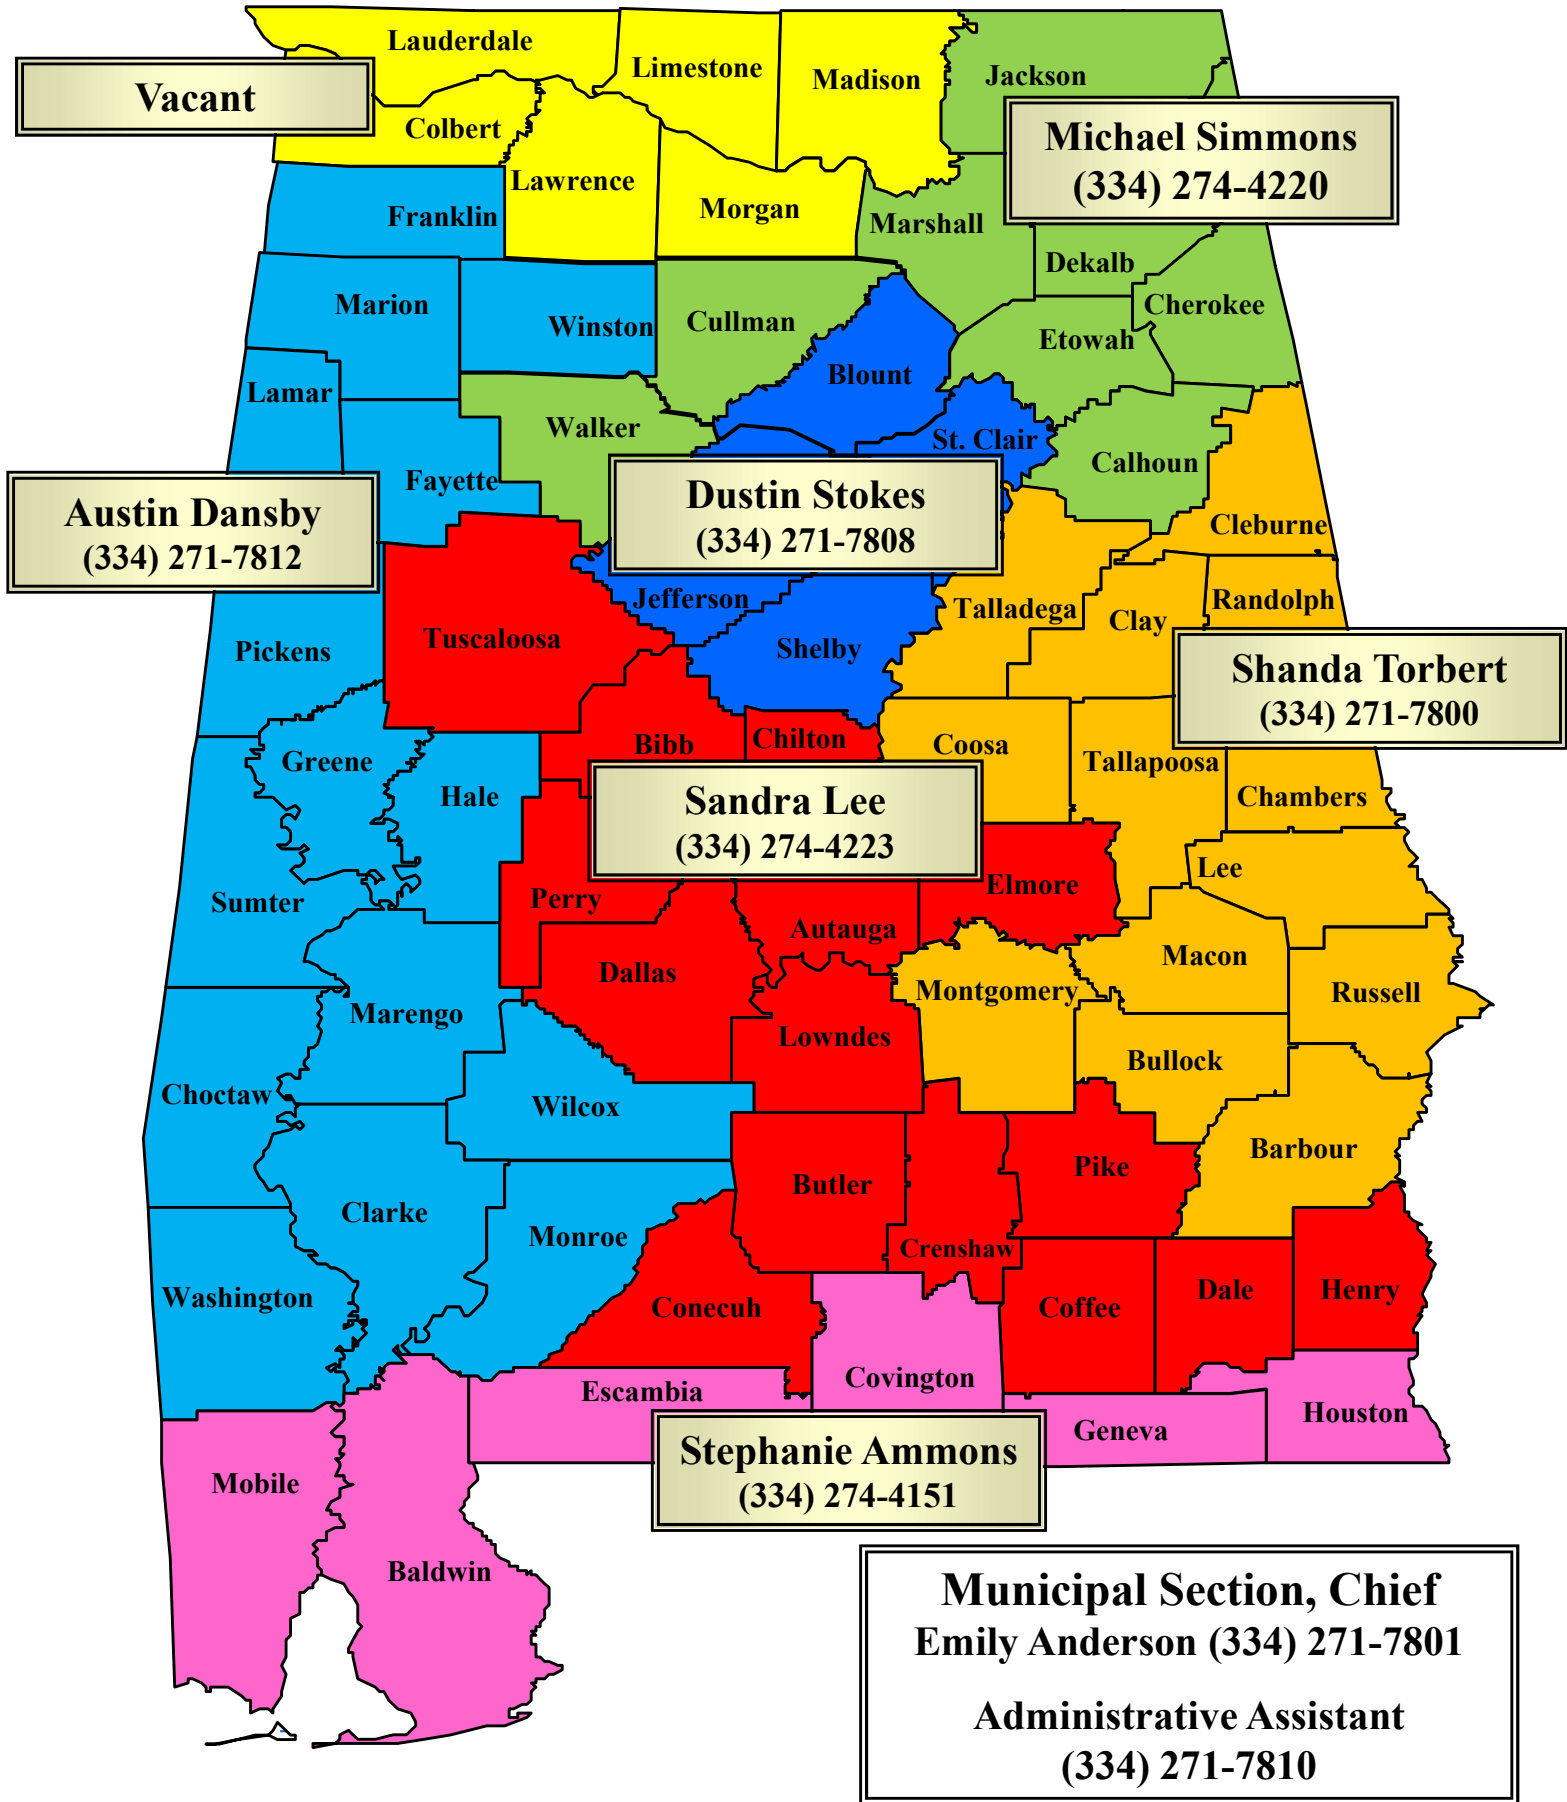 Lauderdale
Limestone
Madison
Jackson
Vacant
Colbert
Michael Simmons
(334) 274-4220
Lawrence
Franklin
Morgan
Marshall
Dekalb
Marion
Winston
Cullman
Cherokee
Etowah
Blount
Lamar
Walker
St. Clair
Calhoun
Fayette
Austin Dansby
(334) 271-7812
Dustin Stokes
(334) 271-7808
Cleburne
Jefferson
Talladega
Clay
Randolph
Tuscaloosa
Pickens
Shelby
Shanda Torbert
(334) 271-7800
Bibb
Chilton
Coosa
Greene
Tallapoosa
Hale
Chambers
Sandra Lee
(334) 274-4223
Lee
Elmore
Sumter
Perry
Autauga
Macon
Dallas
Montgomery
Russell
Marengo
Lowndes
Bullock
Choctaw
Wilcox
Barbour
Pike
Butler
Clarke
Monroe
Crenshaw
Washington
Conecuh
Coffee
Dale
Henry
Covington
Escambia
Houston
Geneva
Stephanie Ammons
(334) 274-4151
Mobile
Baldwin
Municipal Section, Chief
Emily Anderson (334) 271-7801
Administrative Assistant
(334) 271-7810